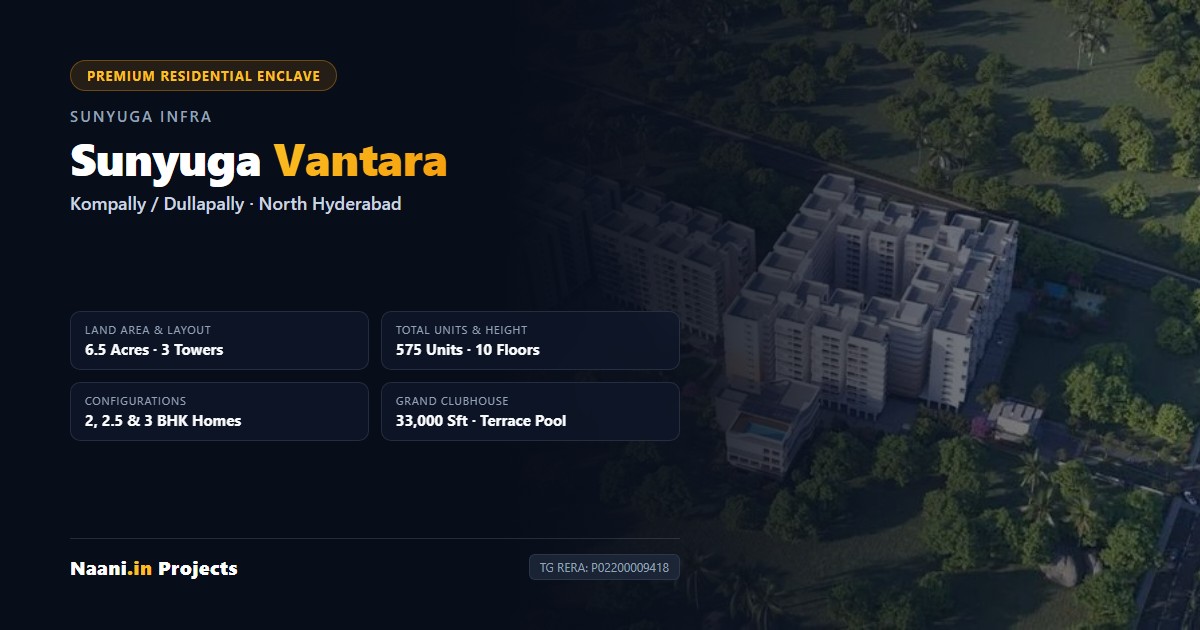 PREMIUM RESIDENTIAL ENCLAVE
SUNYUGA INFRA
Sunyuga Vantara
Kompally / Dullapally · North Hyderabad
LAND AREA & LAYOUT
6.5 Acres · 3 Towers
TOTAL UNITS & HEIGHT
575 Units · 10 Floors
CONFIGURATIONS
2, 2.5 & 3 BHK Homes
GRAND CLUBHOUSE
33,000 Sft · Terrace Pool
Naani.in Projects
TG RERA: P02200009418